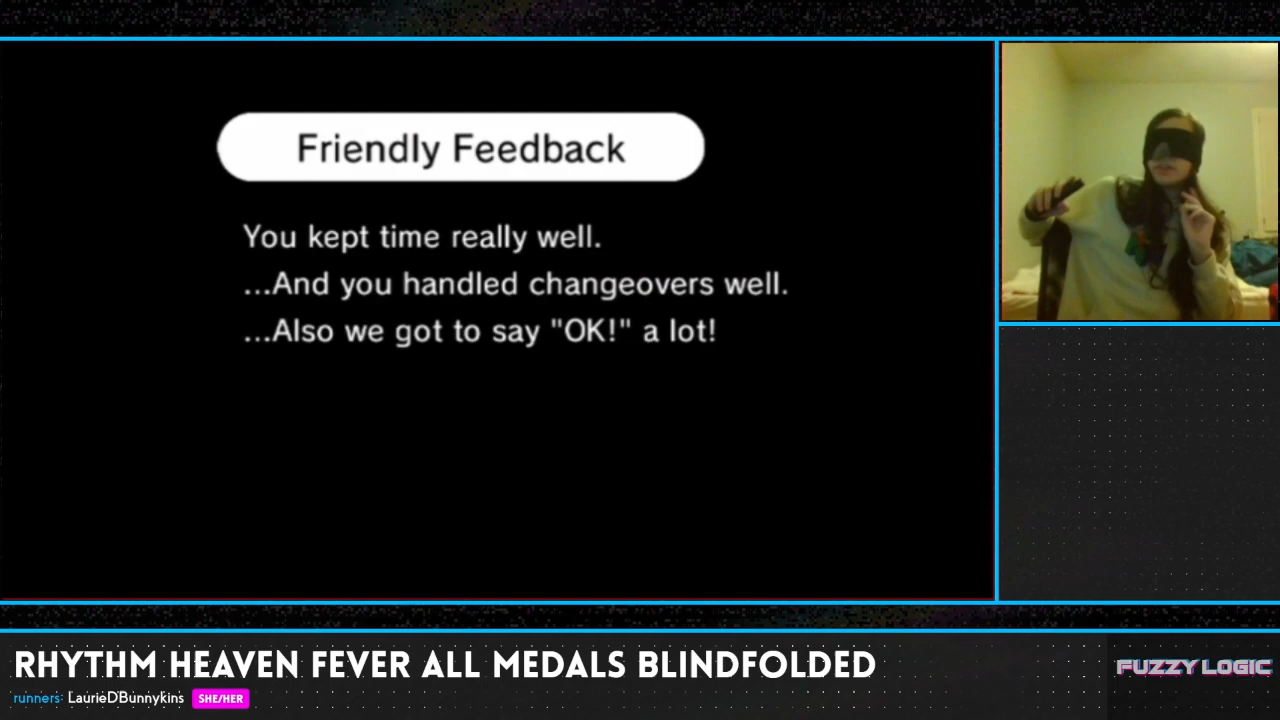 Friendly Feedback
You kept time really well.
...And you handled changeovers well.
...Also we got to say "OK!" a lot!
RHYTHM HEAVEN FEVER ALL MEDALS BLINDFOLDED
runners: LaurieDBunnykins SHE/HER
FUZZY LOGIC